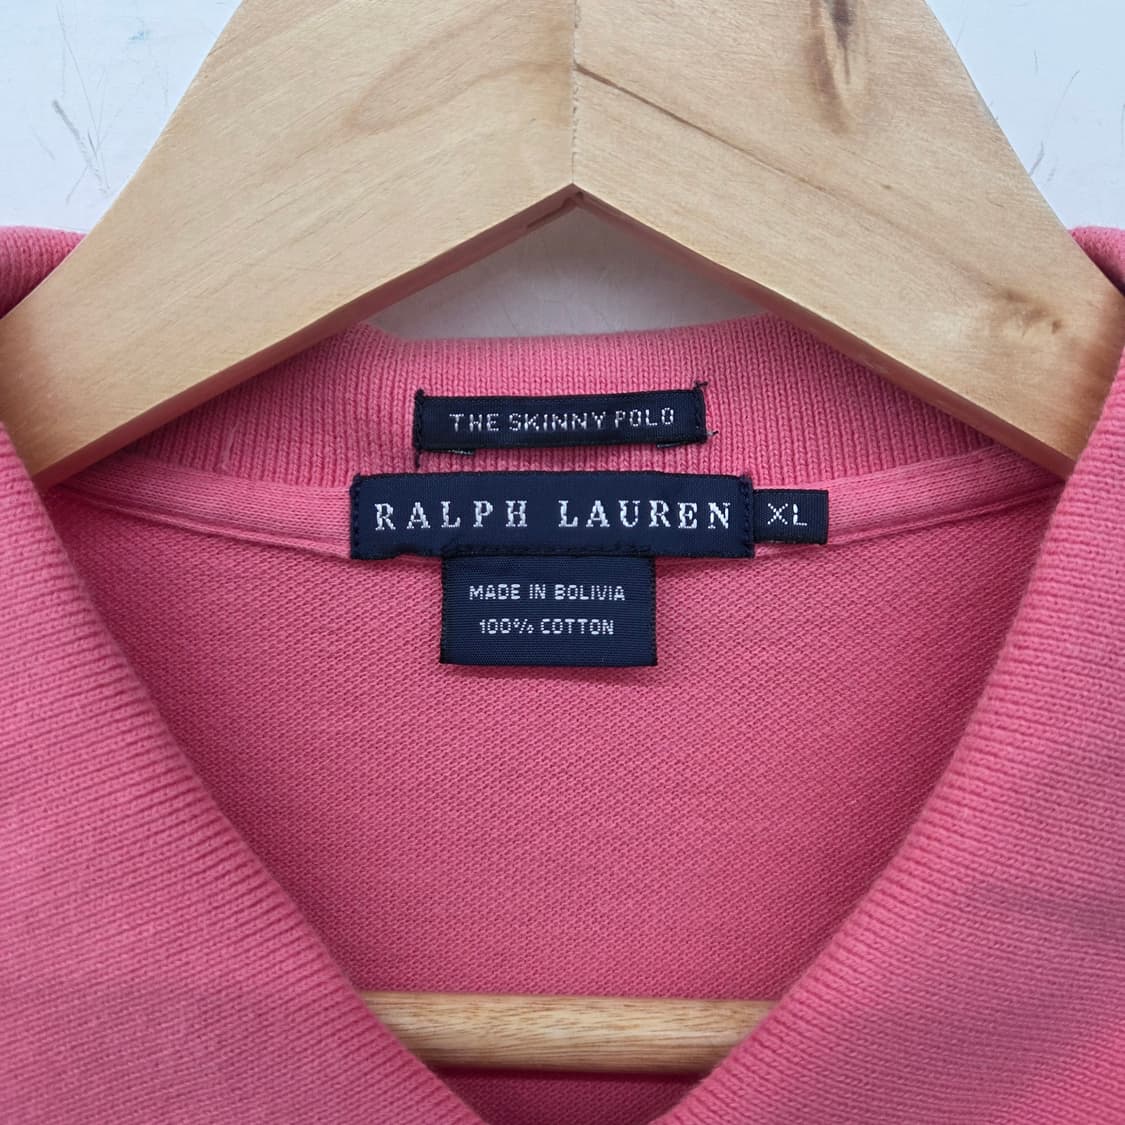 THE SKINNY POLO
RALPH LAUREN
XL
MADE IN BOLIVIA
100% COTTON